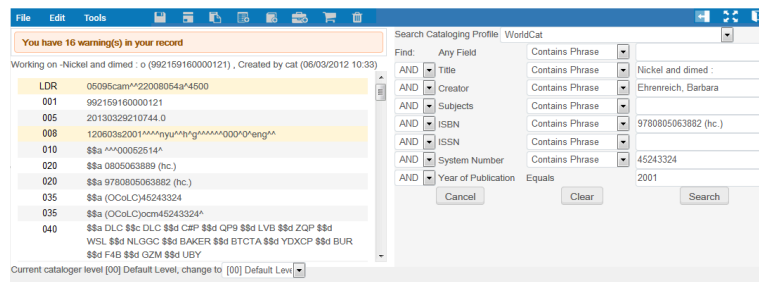 File Edit Tools
You have 16 warning(s) in your record
Working on -Nickel and dimed : o (992159160000121) , Created by cat (06/03/2012 10:33)
LDR 05095cam^^22008054a^4500
001 992159160000121
005 20130329210744.0
008 120603s2001^^^^nyu^^h^g^^^^^^000^0^eng^^
010 $$a ^^^00052514^
020 $$a 0805063889 (hc.)
020 $$a 9780805063882 (hc.)
035 $$a (OCoLC)45243324
035 $$a (OCoLC)ocm45243324^
040 $$a DLC $$c DLC $$d C#P $$d QP9 $$d LVB $$d ZQP $$d
WSL $$d NLGGC $$d BAKER $$d BTCTA $$d YDXCP $$d BUR
$$d F4B $$d GZM $$d UBY
Current cataloger level [00] Default Level, change to [00] Default Leve
Search Cataloging Profile WorldCat
Find: Any Field Contains Phrase
AND Title Contains Phrase Nickel and dimed :
AND Creator Contains Phrase Ehrenreich, Barbara
AND Subjects Contains Phrase
AND ISBN Contains Phrase 9780805063882 (hc.)
AND ISSN Contains Phrase
AND System Number Contains Phrase 45243324
AND Year of Publication Equals 2001
Cancel Clear Search